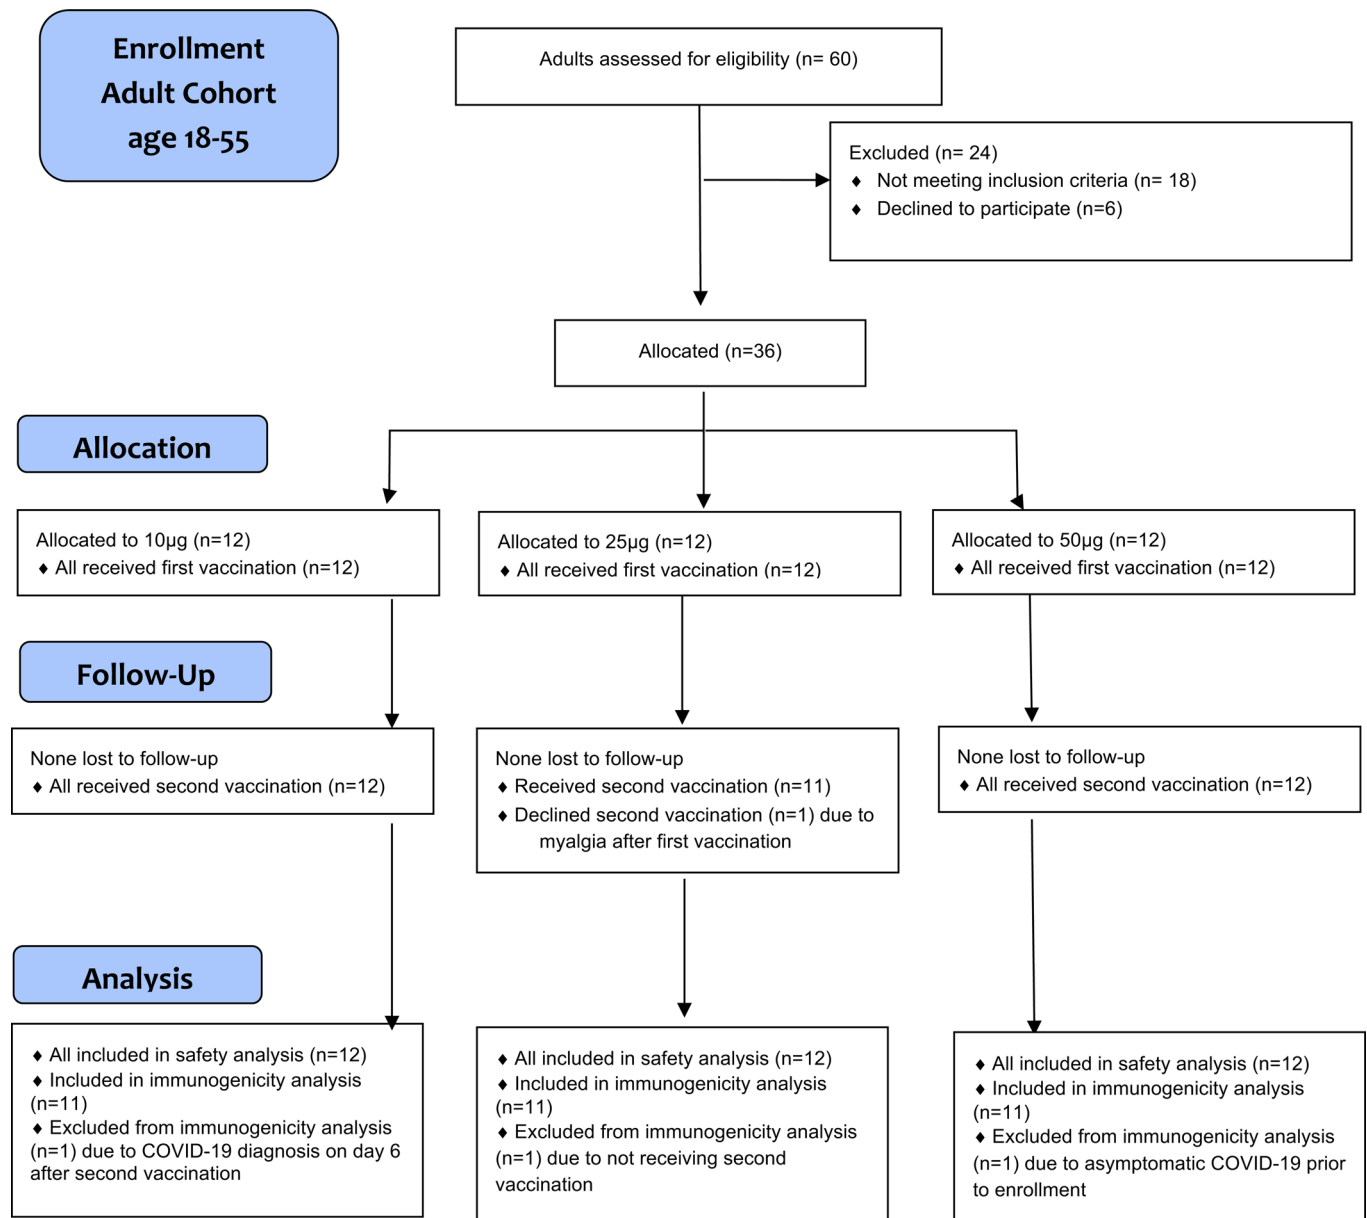 Enrollment
Adult Cohort
age 18-55
Adults assessed for eligibility (n= 60)
Excluded (n= 24)
♦ Not meeting inclusion criteria (n= 18)
♦ Declined to participate (n=6)
Allocated (n=36)
Allocation
Allocated to 10µg (n=12)
♦ All received first vaccination (n=12)
Allocated to 25µg (n=12)
♦ All received first vaccination (n=12)
Allocated to 50µg (n=12)
♦ All received first vaccination (n=12)
Follow-Up
None lost to follow-up
♦ All received second vaccination (n=12)
None lost to follow-up
♦ Received second vaccination (n=11)
♦ Declined second vaccination (n=1) due to
myalgia after first vaccination
None lost to follow-up
♦ All received second vaccination (n=12)
Analysis
♦ All included in safety analysis (n=12)
♦ Included in immunogenicity analysis
(n=11)
♦ Excluded from immunogenicity analysis
(n=1) due to COVID-19 diagnosis on day 6
after second vaccination
♦ All included in safety analysis (n=12)
♦ Included in immunogenicity analysis
(n=11)
♦ Excluded from immunogenicity analysis
(n=1) due to not receiving second
vaccination
♦ All included in safety analysis (n=12)
♦ Included in immunogenicity analysis
(n=11)
♦ Excluded from immunogenicity analysis
(n=1) due to asymptomatic COVID-19 prior
to enrollment